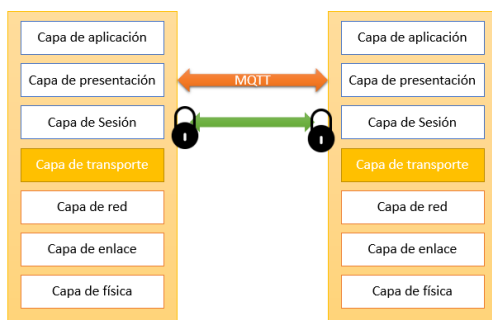 Capa de aplicación
Capa de aplicación
Capa de presentación
MQTT
Capa de presentación
Capa de Sesión
Capa de Sesión
Capa de transporte
Capa de transporte
Capa de red
Capa de red
Capa de enlace
Capa de enlace
Capa de física
Capa de física